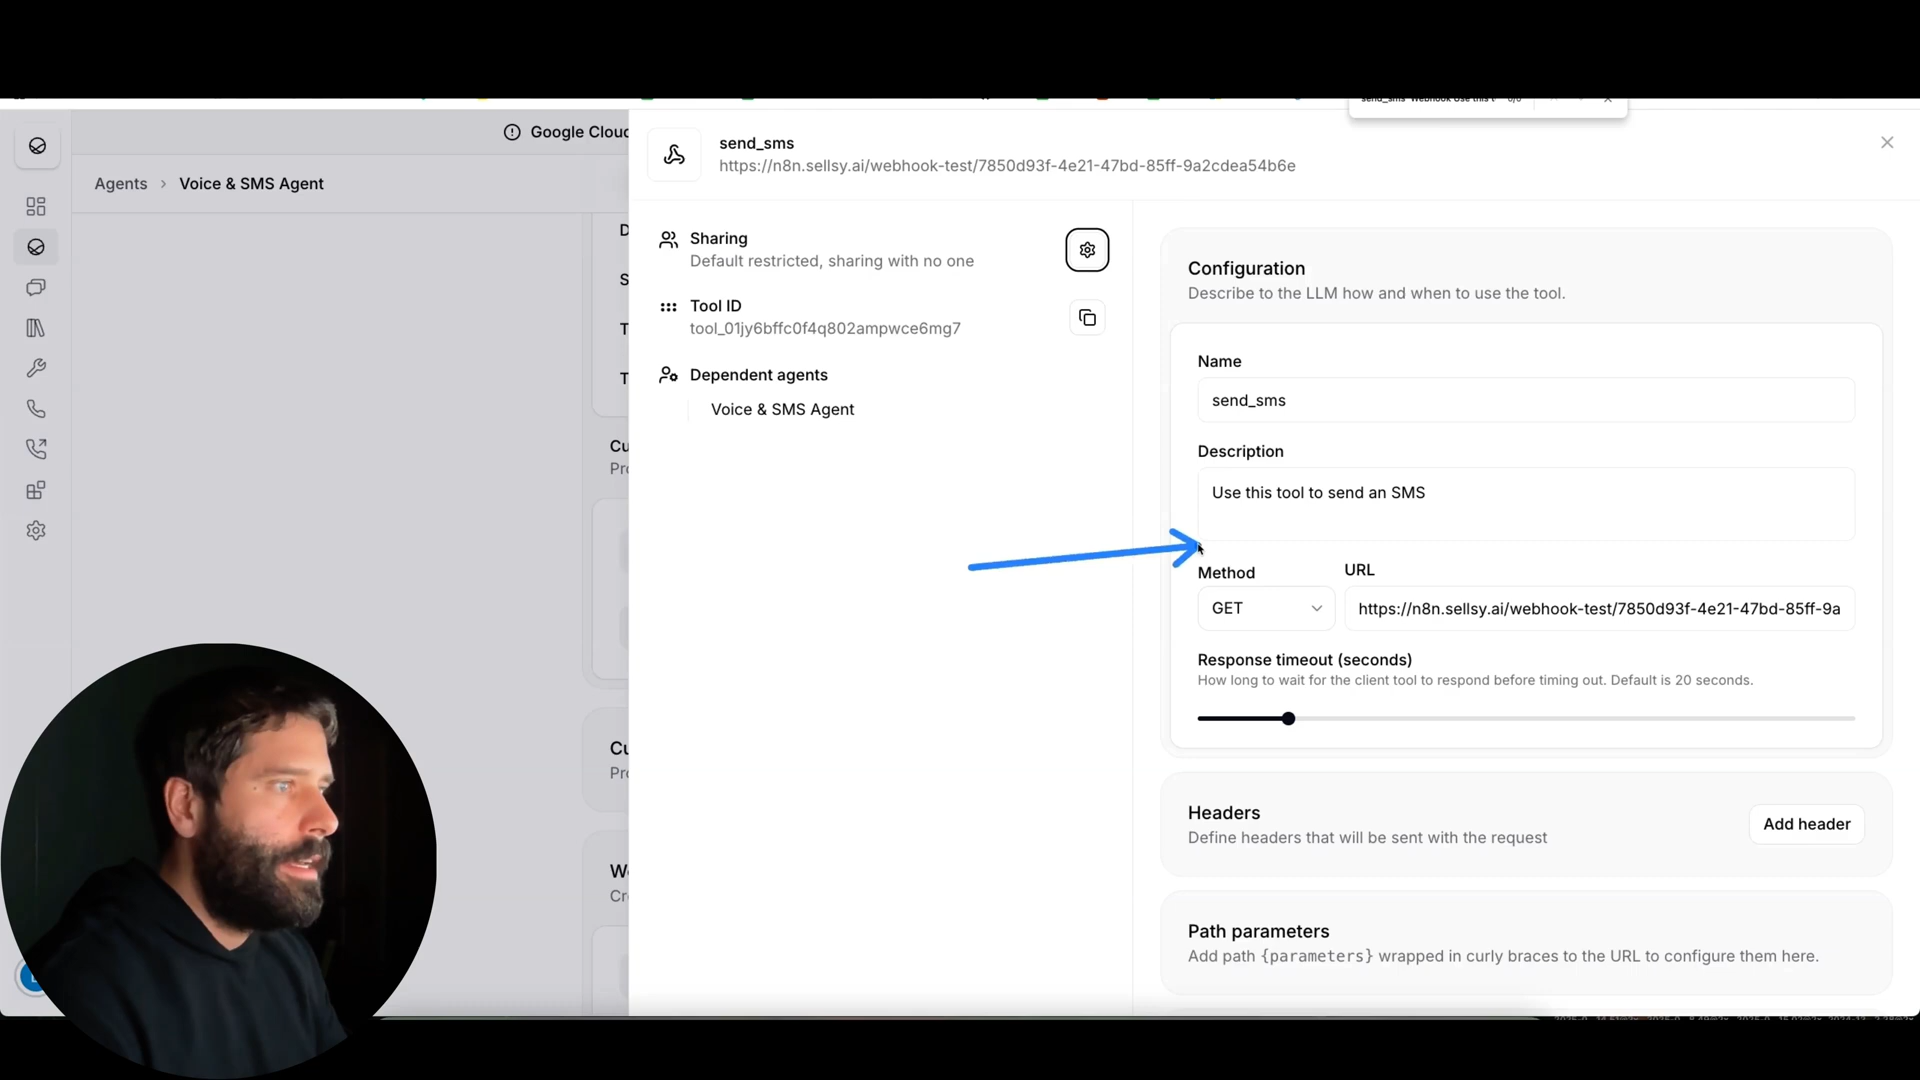 Google Cloud
send_sms
https://n8n.sellsy.ai/webhook-test/7850d93f-4e21-47bd-85ff-9a2cdea54b6e
Agents > Voice & SMS Agent
Sharing
Default restricted, sharing with no one
Tool ID
tool_01jy6bffc0f4q802ampwce6mg7
Dependent agents
Voice & SMS Agent
Configuration
Describe to the LLM how and when to use the tool.
Name
send_sms
Description
Use this tool to send an SMS
Method
URL
GET
https://n8n.sellsy.ai/webhook-test/7850d93f-4e21-47bd-85ff-9a
Response timeout (seconds)
How long to wait for the client tool to respond before timing out. Default is 20 seconds.
Headers
Define headers that will be sent with the request
Add header
Path parameters
Add path {parameters} wrapped in curly braces to the URL to configure them here.
D
S
T
T
Cu
Pro
Cu
Pro
W
Cr